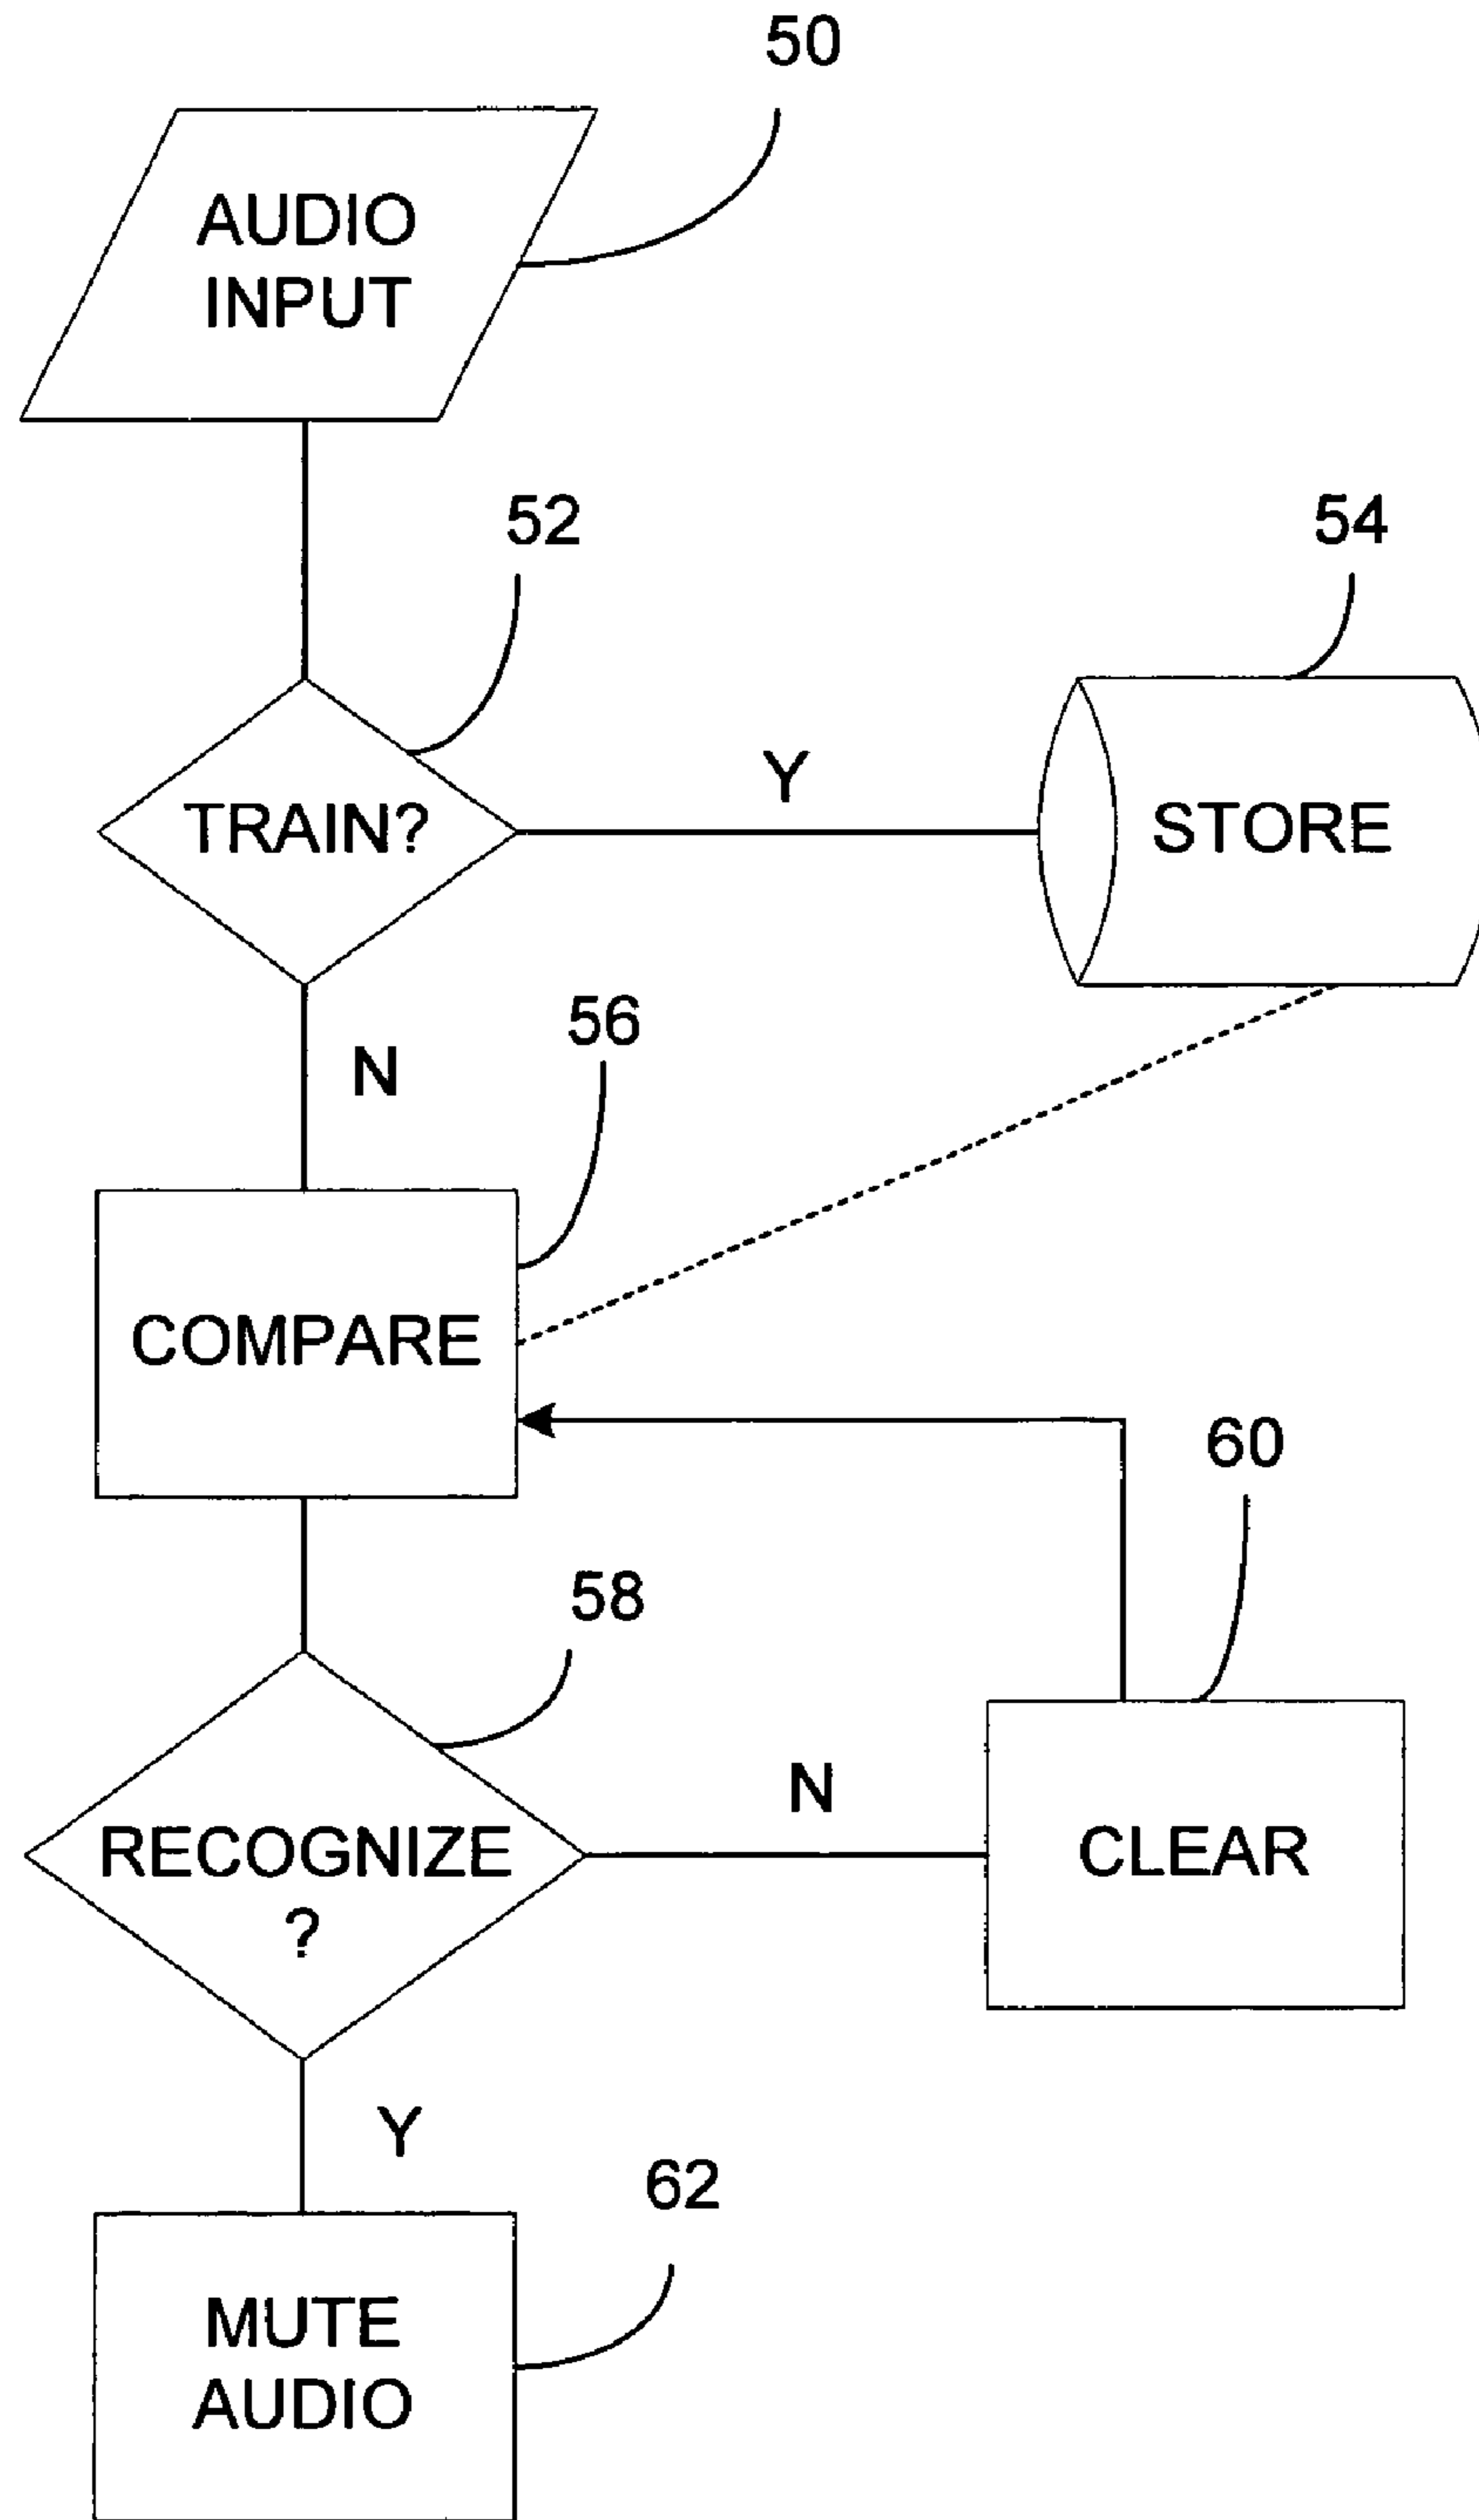 50
AUDIO
INPUT
52
54
TRAIN?
Y
STORE
N
56
COMPARE
60
58
RECOGNIZE
?
N
CLEAR
Y
62
MUTE
AUDIO